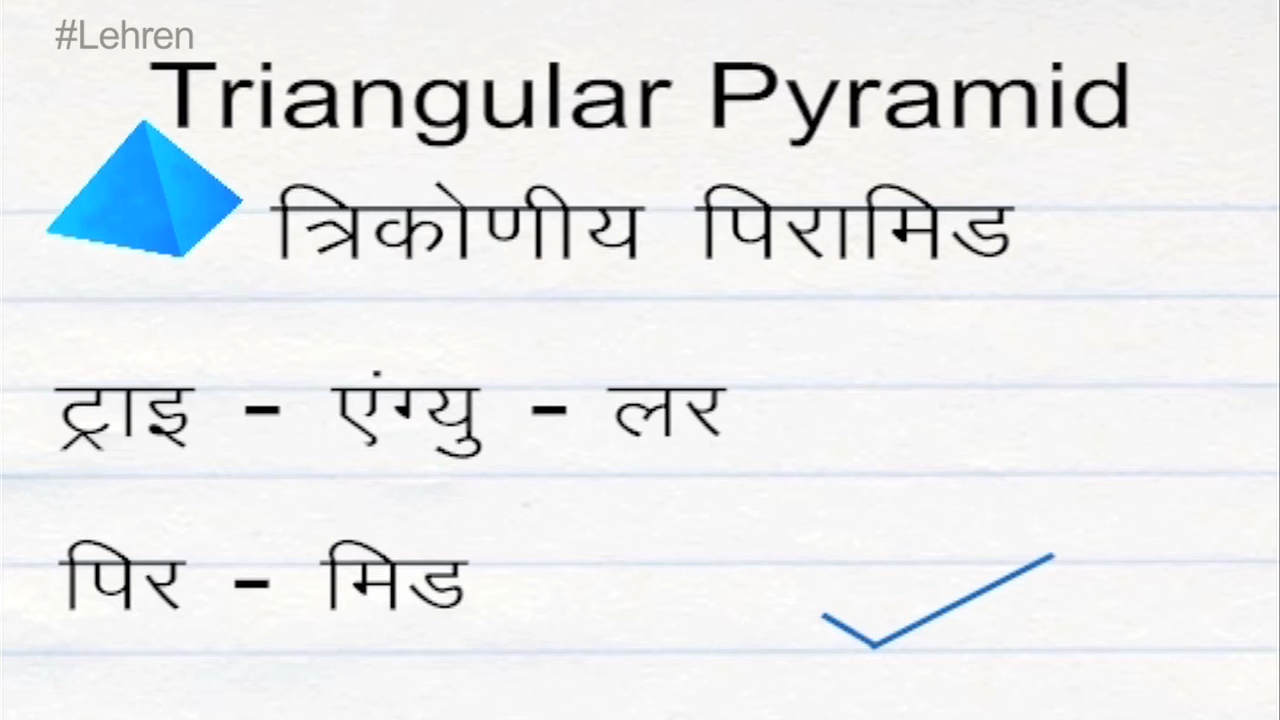 #Lehren
Triangular Pyramid
त्रिकोणीय पिरामिड
ट्राइ - एंग्यु - लर
पिर - मिड